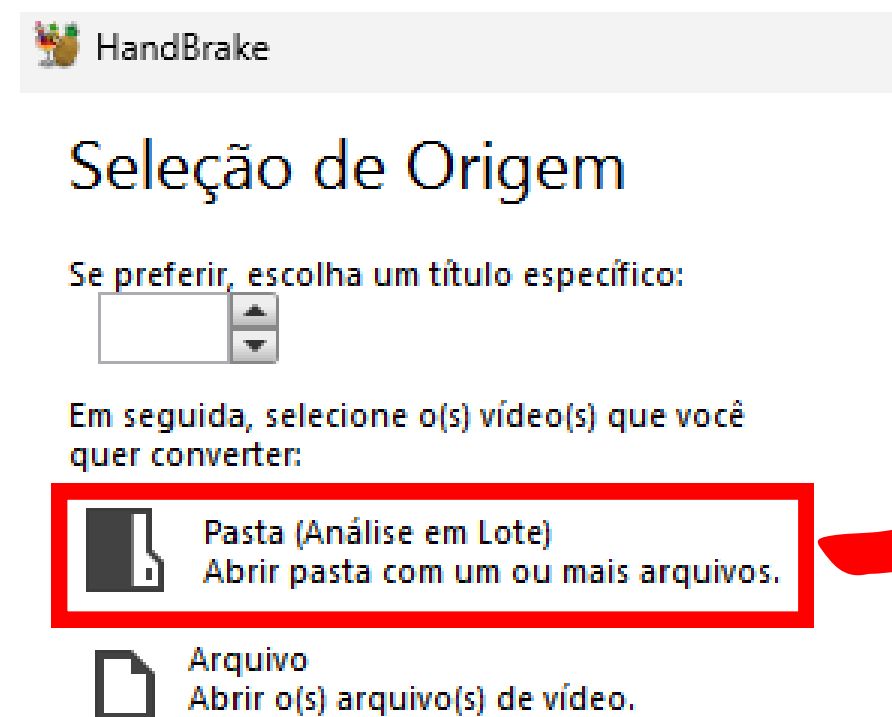 HandBrake
Seleção de Origem
Se preferir, escolha um título específico:
Em seguida, selecione o(s) vídeo(s) que você
quer converter:
Pasta (Análise em Lote)
Abrir pasta com um ou mais arquivos.
Arquivo
Abrir o(s) arquivo(s) de vídeo.